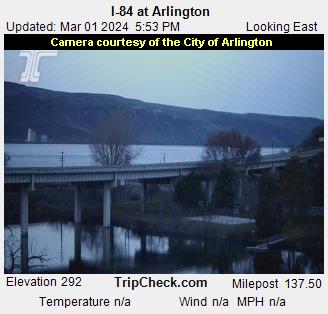 I-84 at Arlington
Updated: Mar 01 2024 5:53 PM Looking East
Camera courtesy of the City of Arlington
Elevation 292 TripCheck.com Milepost 137.50
Temperature n/a Wind n/a MPH n/a